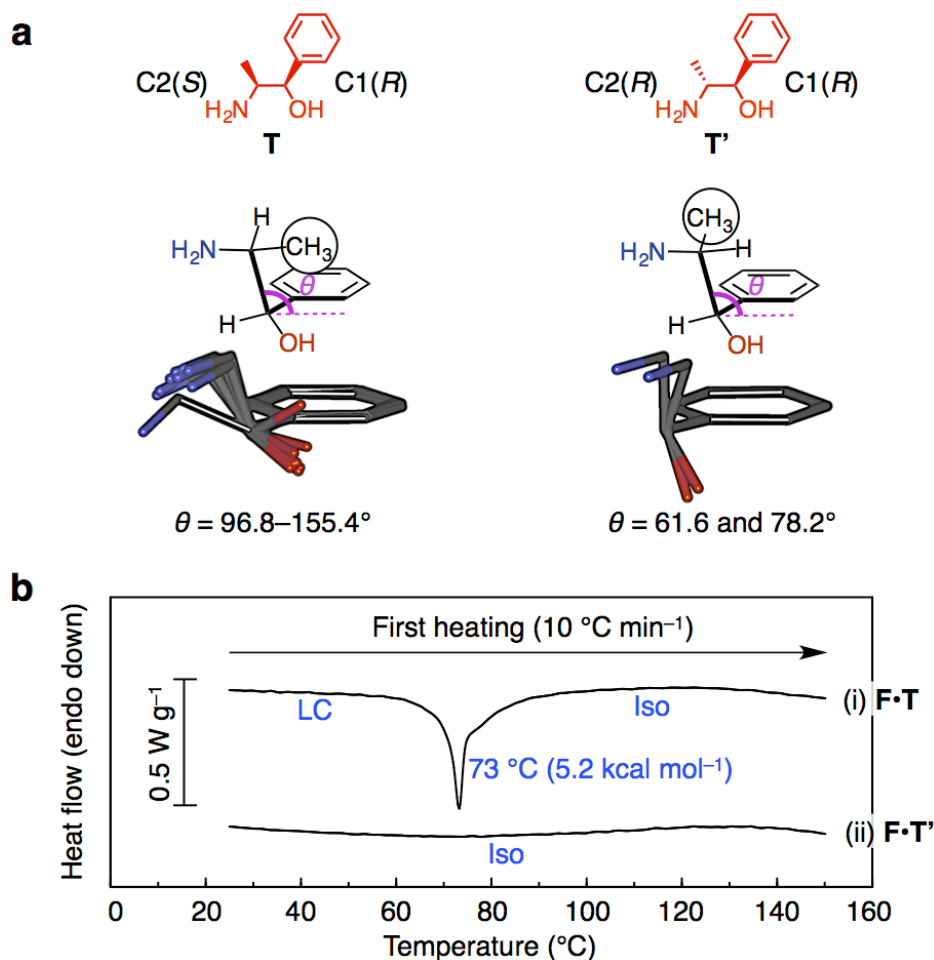 a
C2(S) C1(R) C2(R) C1(R)
H₂N OH H₂N OH
T T’
H CH₃
H₂N CH₃ H₂N H
θ θ
H H
OH OH
θ = 96.8–155.4° θ = 61.6 and 78.2°
b
Heat flow (endo down)
First heating (10 °C min⁻¹)
0.5 W g⁻¹
LC Iso (i) F•T
73 °C (5.2 kcal mol⁻¹)
Iso (ii) F•T’
0 20 40 60 80 100 120 140 160
Temperature (°C)